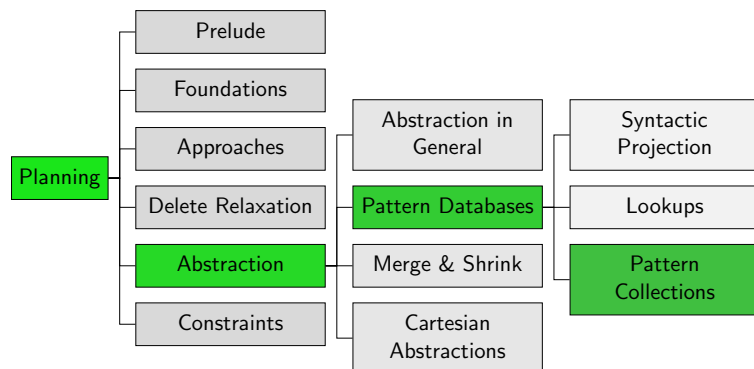 Planning
Prelude
Foundations
Approaches
Delete Relaxation
Abstraction
Constraints
Abstraction in
General
Pattern Databases
Merge & Shrink
Cartesian
Abstractions
Syntactic
Projection
Lookups
Pattern
Collections